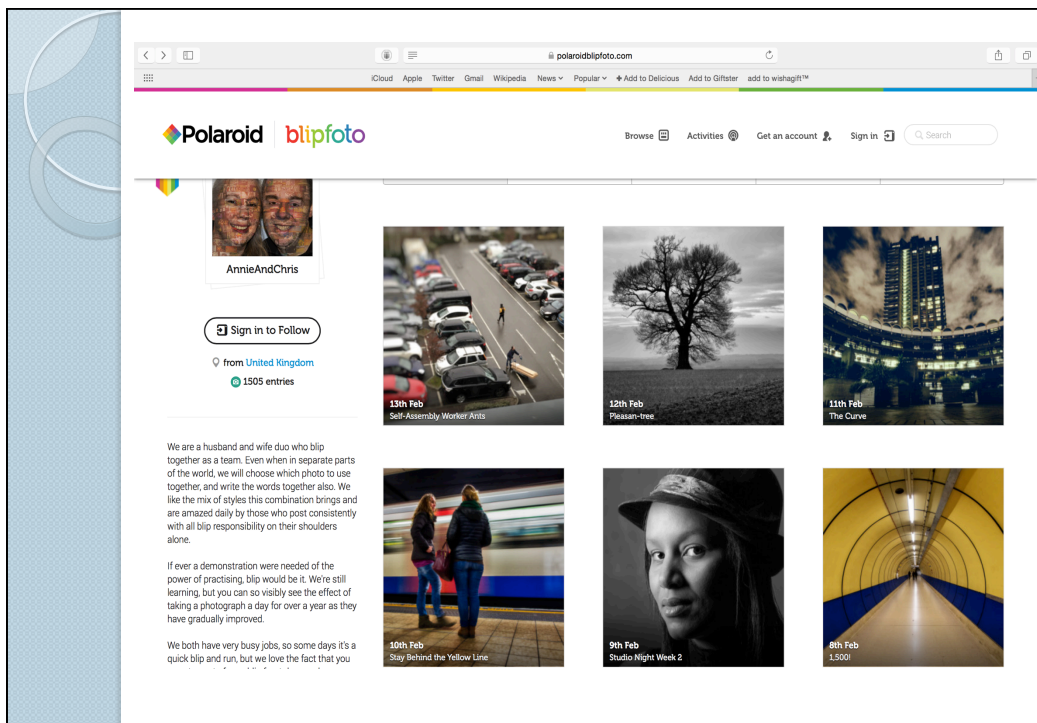 polaroidblipfoto.com
iCloud Apple Twitter Gmail Wikipedia News Popular + Add to Delicious Add to Giftster add to wishagift™
Polaroid blipfoto
Browse Activities Get an account Sign in Search
AnnieAndChris
Sign in to Follow
from United Kingdom
1505 entries
We are a husband and wife duo who blip
together as a team. Even when in separate parts
of the world, we will choose which photo to use
together, and write the words together also. We
like the mix of styles this combination brings and
are amazed daily by those who post consistently
with all blip responsibility on their shoulders
alone.
If ever a demonstration were needed of the
power of practising, blip would be it. We're still
learning, but you can so visibly see the effect of
taking a photograph a day for over a year as they
have gradually improved.
We both have very busy jobs, so some days it's a
quick blip and run, but we love the fact that you
13th Feb
Self-Assembly Worker Ants
12th Feb
Pleasan-tree
11th Feb
The Curve
10th Feb
Stay Behind the Yellow Line
9th Feb
Studio Night Week 2
8th Feb
1,500!